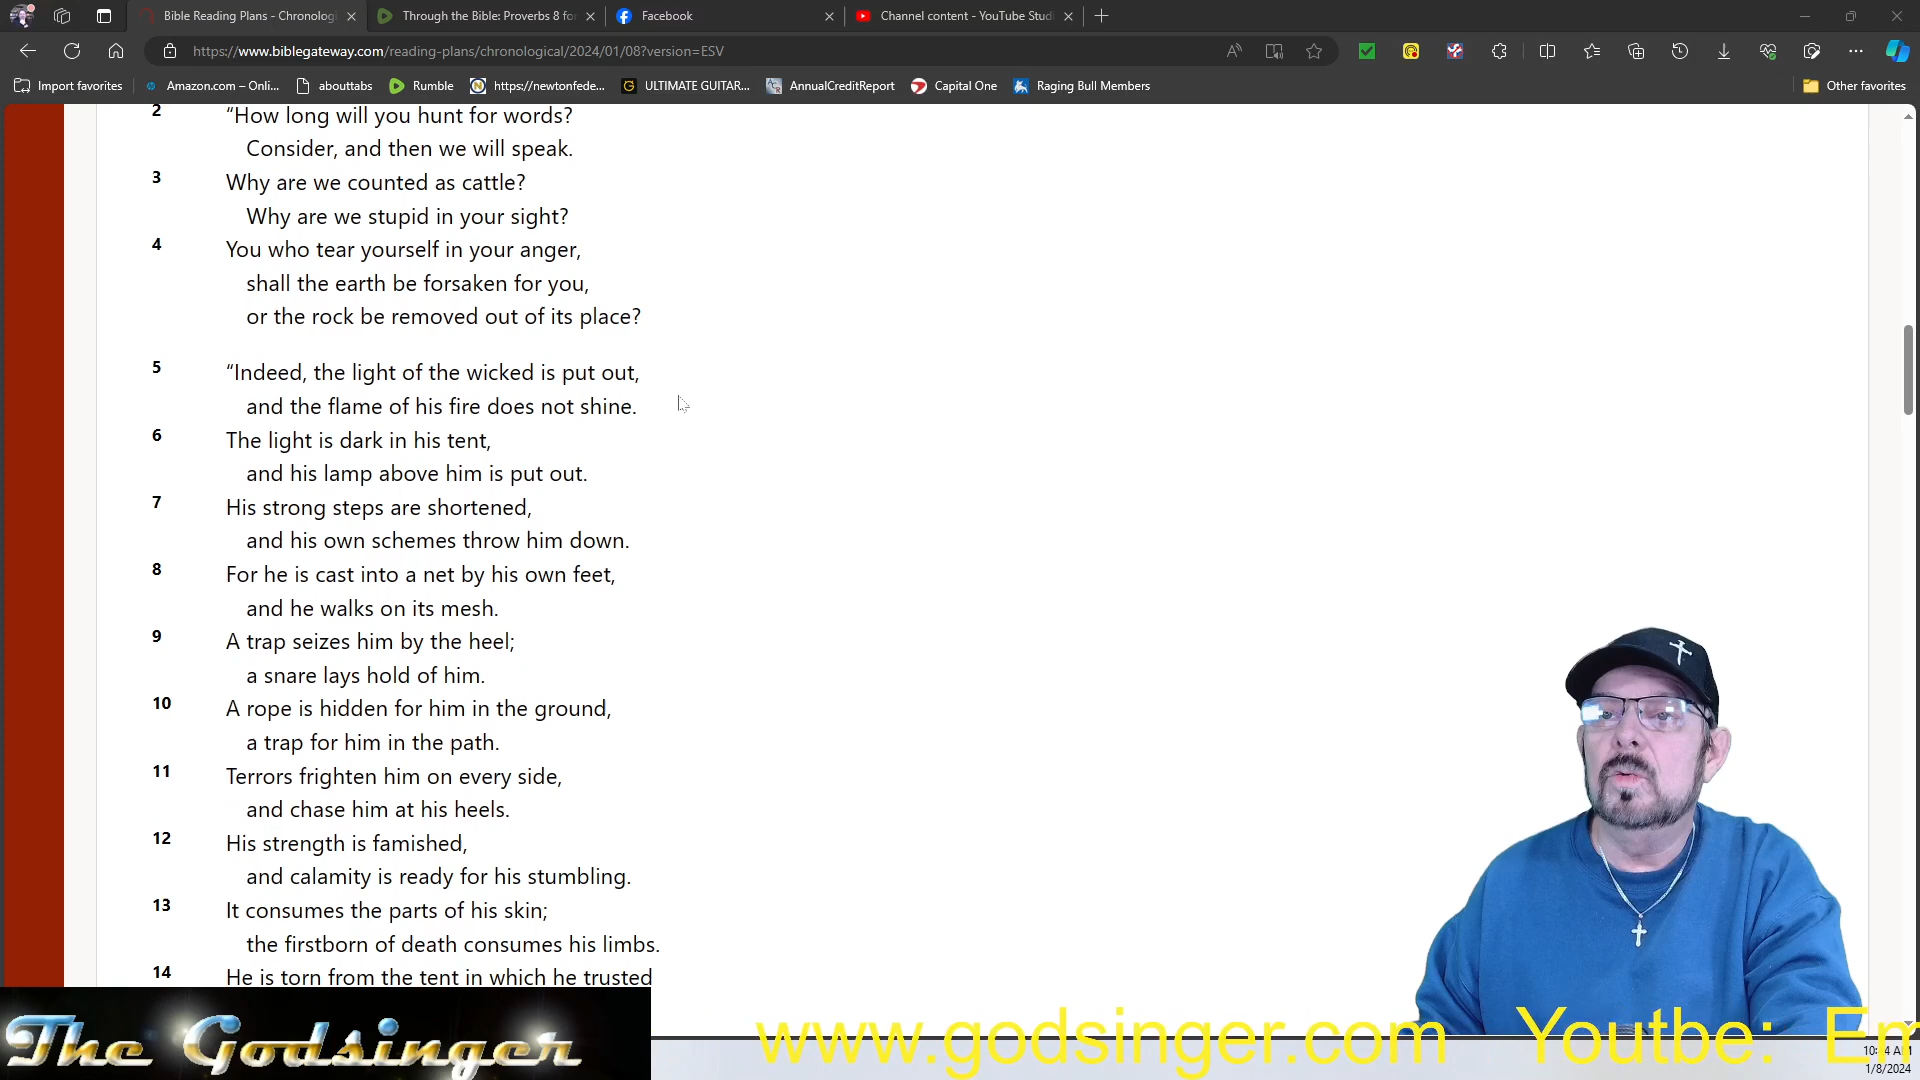 Bible Reading Plans - Chronologi
Through the Bible: Proverbs 8 for
Facebook
Channel content - YouTube Studi
https://www.biblegateway.com/reading-plans/chronological/2024/01/08?version=ESV
Import favorites
Amazon.com – Onli...
abouttabs
Rumble
https://newtonfede...
ULTIMATE GUITAR...
AnnualCreditReport
Capital One
Raging Bull Members
Other favorites
2 “How long will you hunt for words?
Consider, and then we will speak.
3 Why are we counted as cattle?
Why are we stupid in your sight?
4 You who tear yourself in your anger,
shall the earth be forsaken for you,
or the rock be removed out of its place?
5 “Indeed, the light of the wicked is put out,
and the flame of his fire does not shine.
6 The light is dark in his tent,
and his lamp above him is put out.
7 His strong steps are shortened,
and his own schemes throw him down.
8 For he is cast into a net by his own feet,
and he walks on its mesh.
9 A trap seizes him by the heel;
a snare lays hold of him.
10 A rope is hidden for him in the ground,
a trap for him in the path.
11 Terrors frighten him on every side,
and chase him at his heels.
12 His strength is famished,
and calamity is ready for his stumbling.
13 It consumes the parts of his skin;
the firstborn of death consumes his limbs.
14 He is torn from the tent in which he trusted
The Godsinger
www.godsinger.com Youtbe: Em
1/8/2024